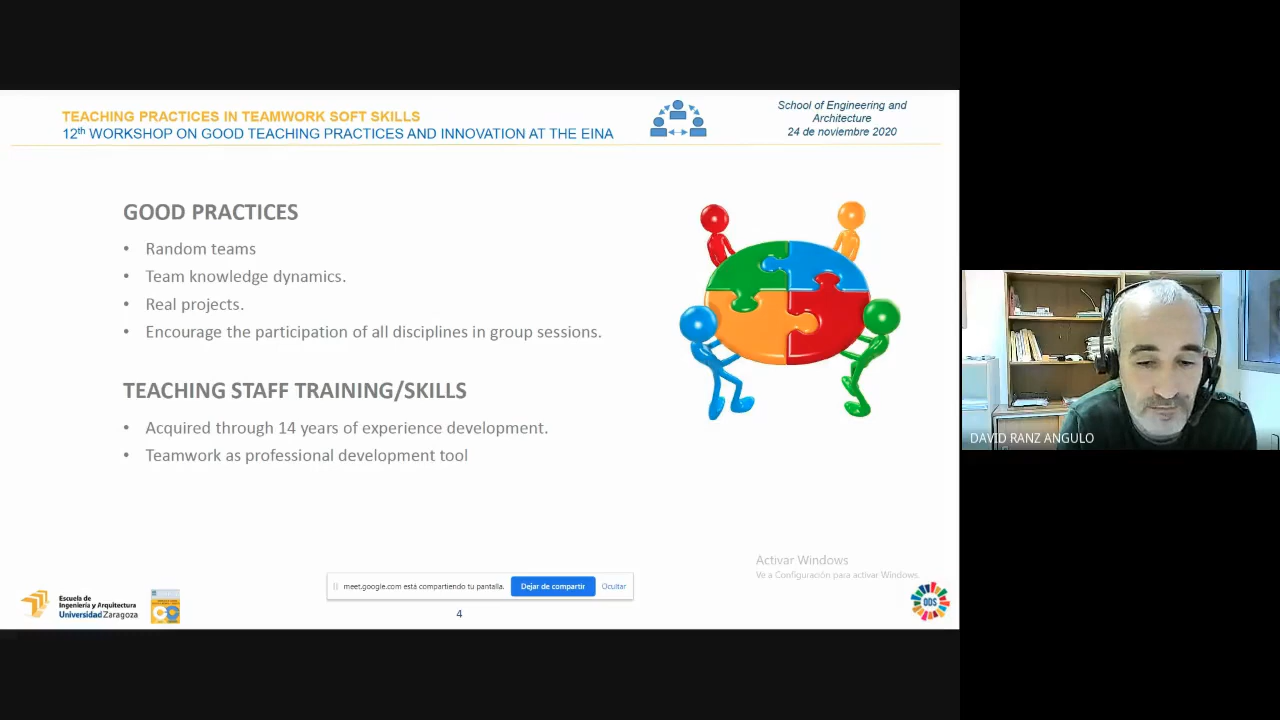 TEACHING PRACTICES IN TEAMWORK SOFT SKILLS
12th WORKSHOP ON GOOD TEACHING PRACTICES AND INNOVATION AT THE EINA
School of Engineering and
Architecture
24 de noviembre 2020
GOOD PRACTICES
• Random teams
• Team knowledge dynamics.
• Real projects.
• Encourage the participation of all disciplines in group sessions.
TEACHING STAFF TRAINING/SKILLS
• Acquired through 14 years of experience development.
• Teamwork as professional development tool
DAVID RANZ ANGULO
Activar Windows
Ve a Configuración para activar Windows.
meet.google.com está compartiendo tu pantalla. Dejar de compartir Ocultar
Escuela de
Ingeniería y Arquitectura
Universidad Zaragoza
4
ODS